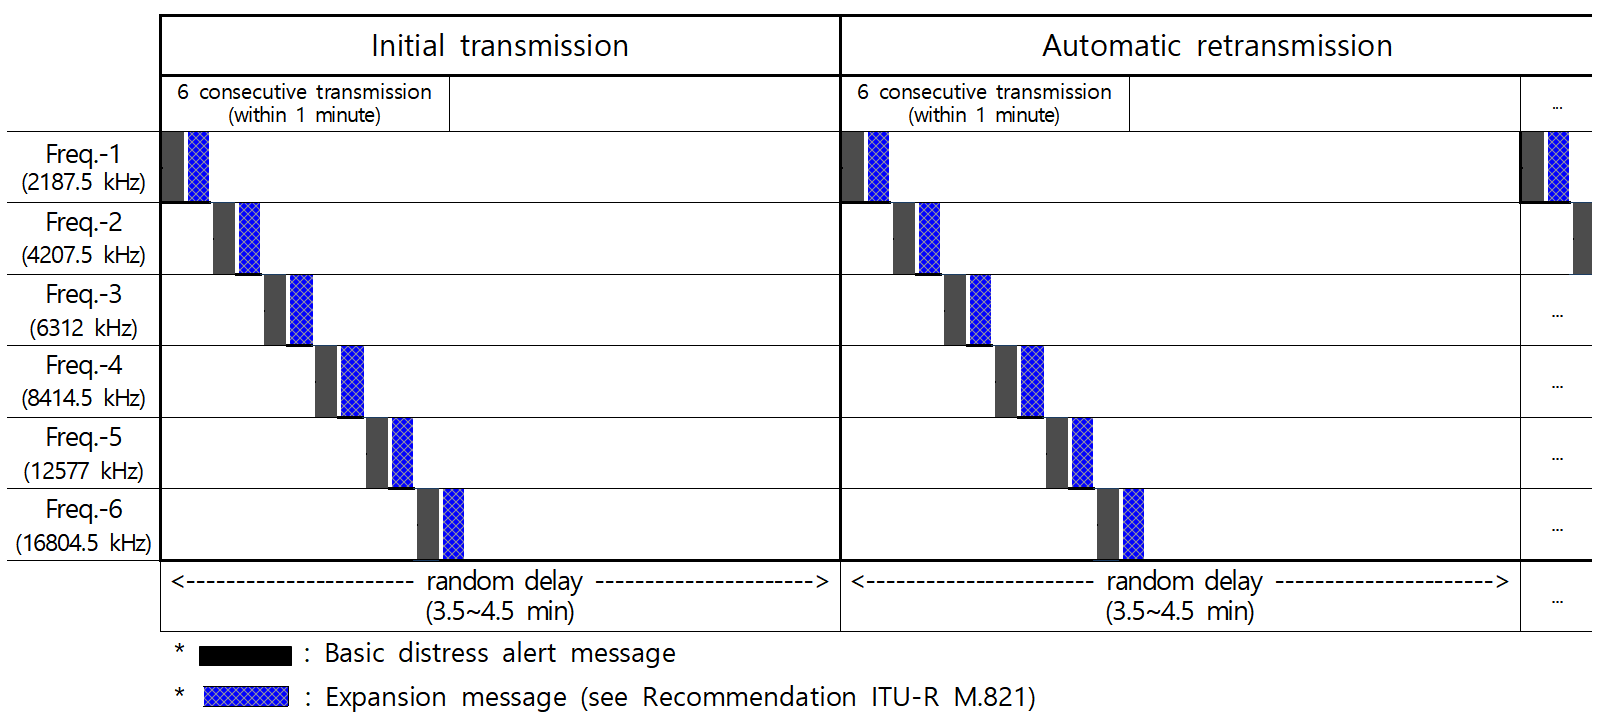 Initial transmission
Automatic retransmission
6 consecutive transmission
(within 1 minute)
6 consecutive transmission
(within 1 minute)
...
Freq.-1
(2187.5 kHz)
Freq.-2
(4207.5 kHz)
Freq.-3
(6312 kHz)
...
Freq.-4
(8414.5 kHz)
...
Freq.-5
(12577 kHz)
...
Freq.-6
(16804.5 kHz)
...
<----------------------- random delay ---------------------->
(3.5~4.5 min)
<----------------------- random delay ---------------------->
(3.5~4.5 min)
...
* : Basic distress alert message
* : Expansion message (see Recommendation ITU-R M.821)